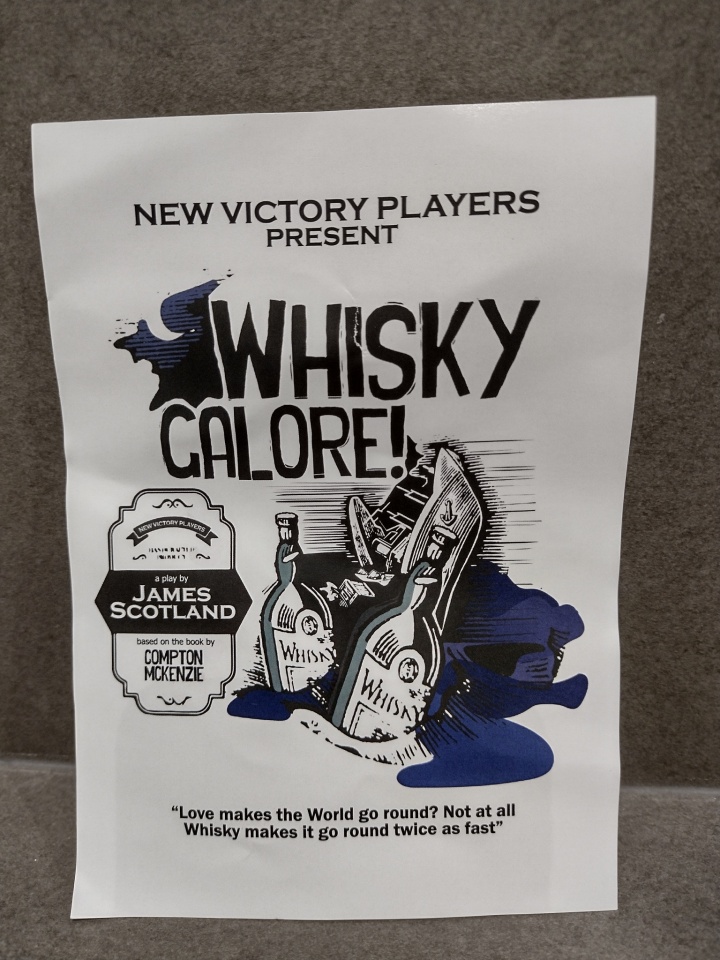 NEW VICTORY PLAYERS
PRESENT
WHISKY
GALORE!
NEW VICTORY PLAYERS
a play by
JAMES
SCOTLAND
based on the book by
COMPTON
MCKENZIE
WHISKY
WHISKY
“Love makes the World go round? Not at all
Whisky makes it go round twice as fast”